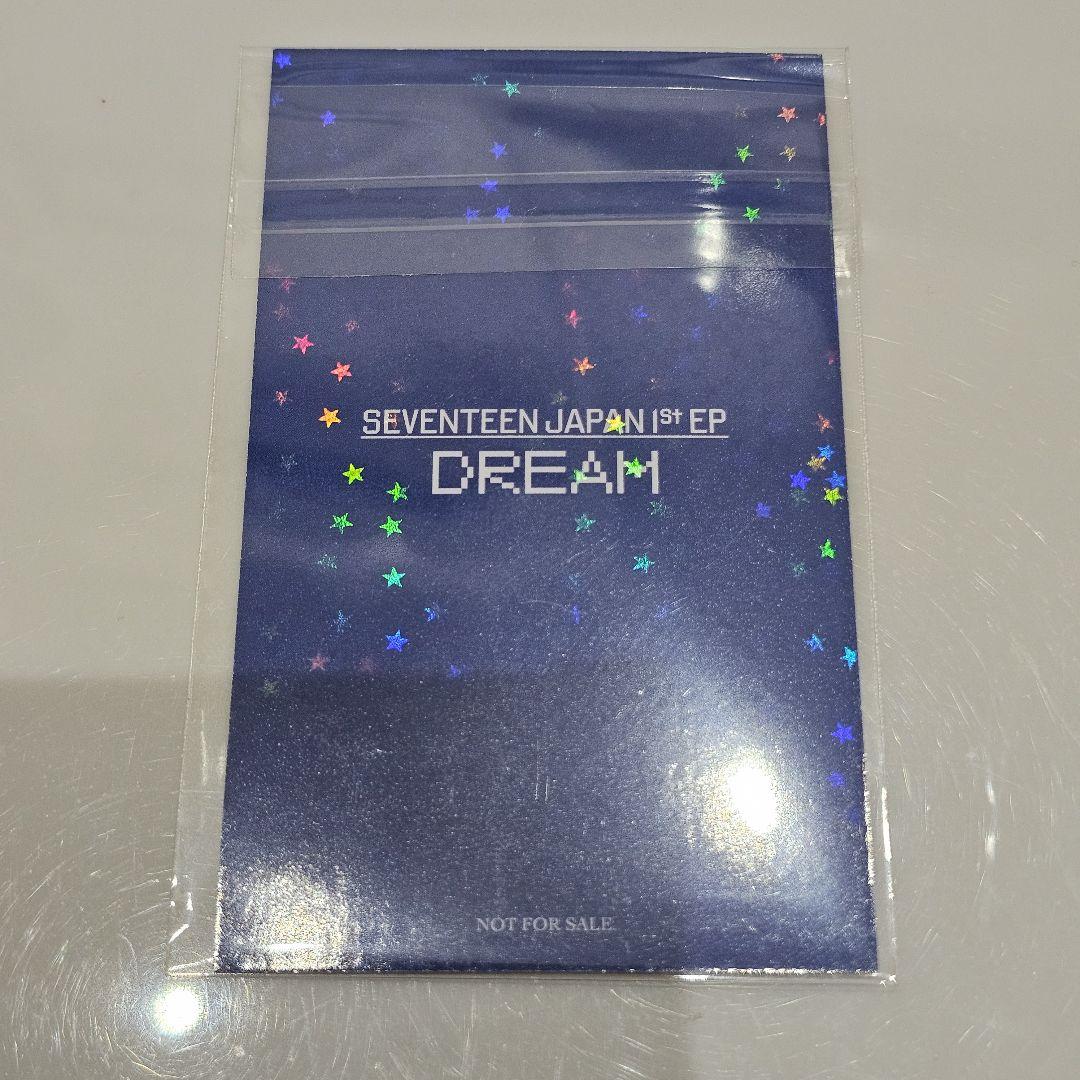 SEVENTEEN JAPAN 1st EP
DREAM
NOT FOR SALE